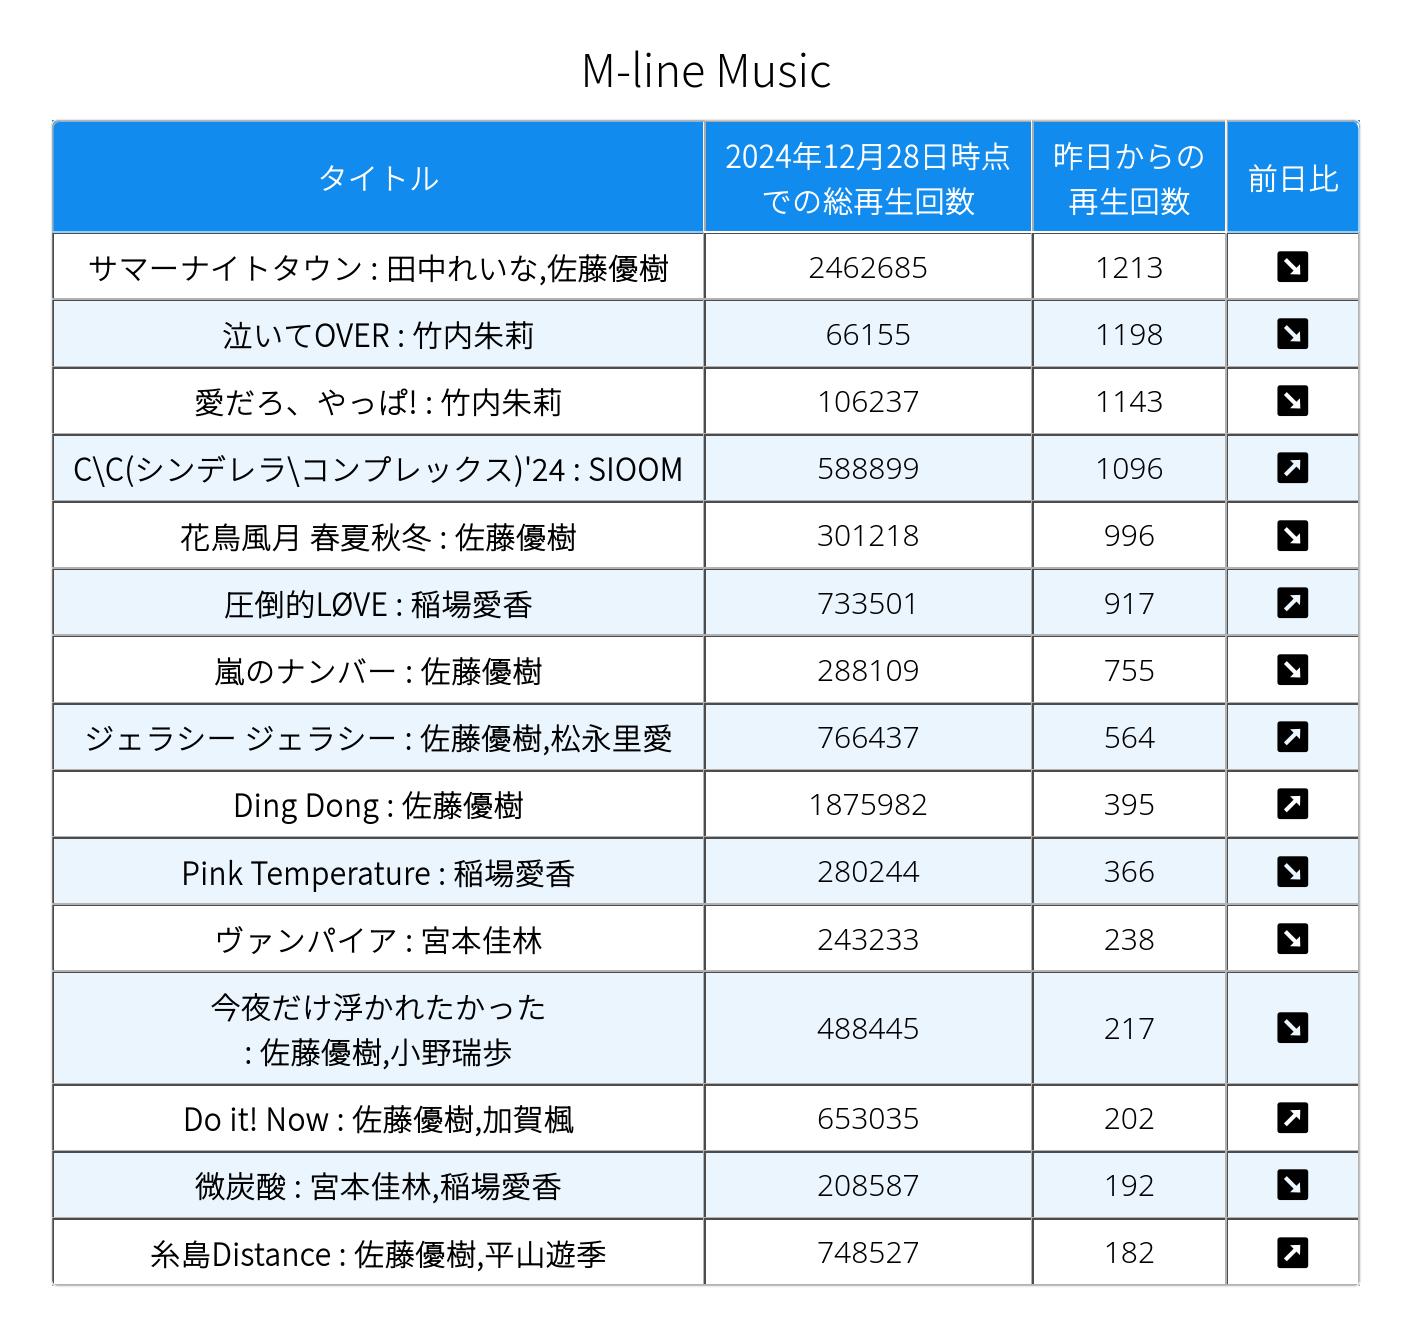 M-line Music
タイトル
2024年12月28日時点
での総再生回数
昨日からの
再生回数
前日比
サマーナイトタウン : 田中れいな,佐藤優樹 2462685 1213
泣いてOVER : 竹内朱莉 66155 1198
愛だろ、やっぱ! : 竹内朱莉 106237 1143
C\C(シンデレラ\コンプレックス)'24 : SIOOM 588899 1096
花鳥風月 春夏秋冬 : 佐藤優樹 301218 996
圧倒的LØVE : 稲場愛香 733501 917
嵐のナンバー : 佐藤優樹 288109 755
ジェラシー ジェラシー : 佐藤優樹,松永里愛 766437 564
Ding Dong : 佐藤優樹 1875982 395
Pink Temperature : 稲場愛香 280244 366
ヴァンパイア : 宮本佳林 243233 238
今夜だけ浮かれたかった
: 佐藤優樹,小野瑞歩 488445 217
Do it! Now : 佐藤優樹,加賀楓 653035 202
微炭酸 : 宮本佳林,稲場愛香 208587 192
糸島Distance : 佐藤優樹,平山遊季 748527 182